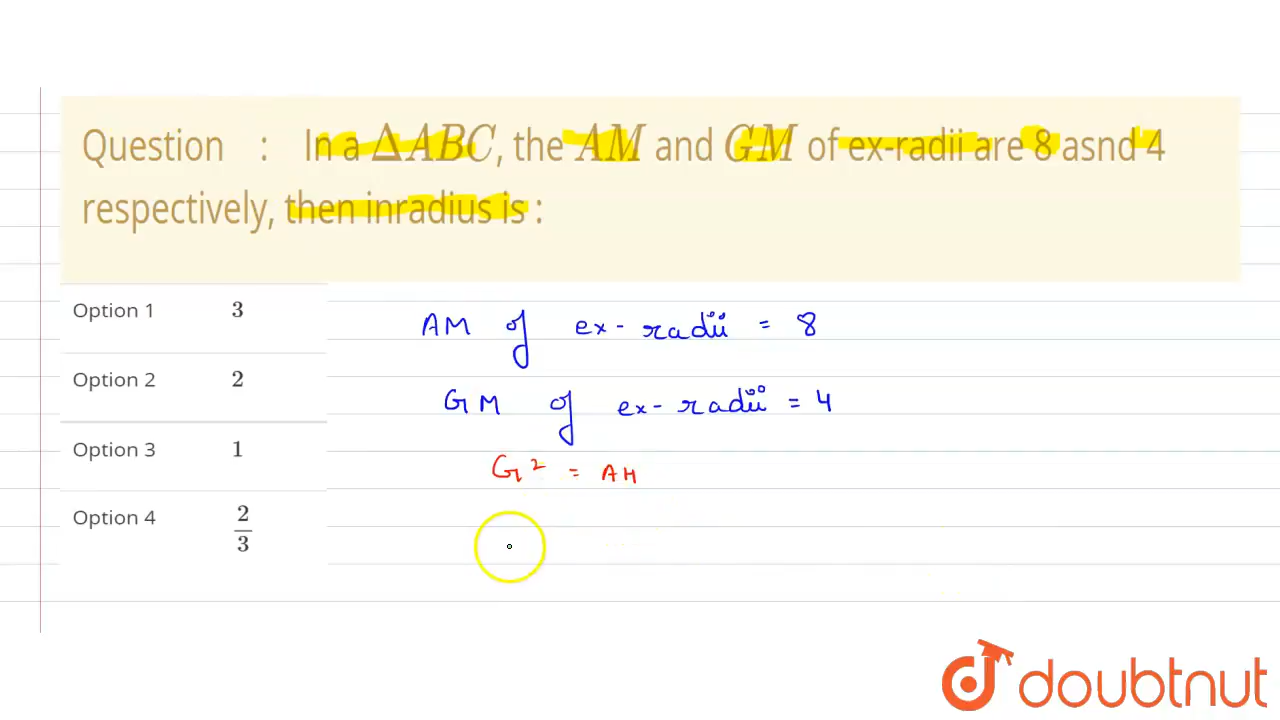 Question : In a ΔABC, the AM and GM of ex-radii are 8 asnd 4
respectively, then inradius is :
Option 1 3
Option 2 2
Option 3 1
Option 4 2/3
AM of ex-radii = 8
GM of ex-radii = 4
G² = AH
doubtnut